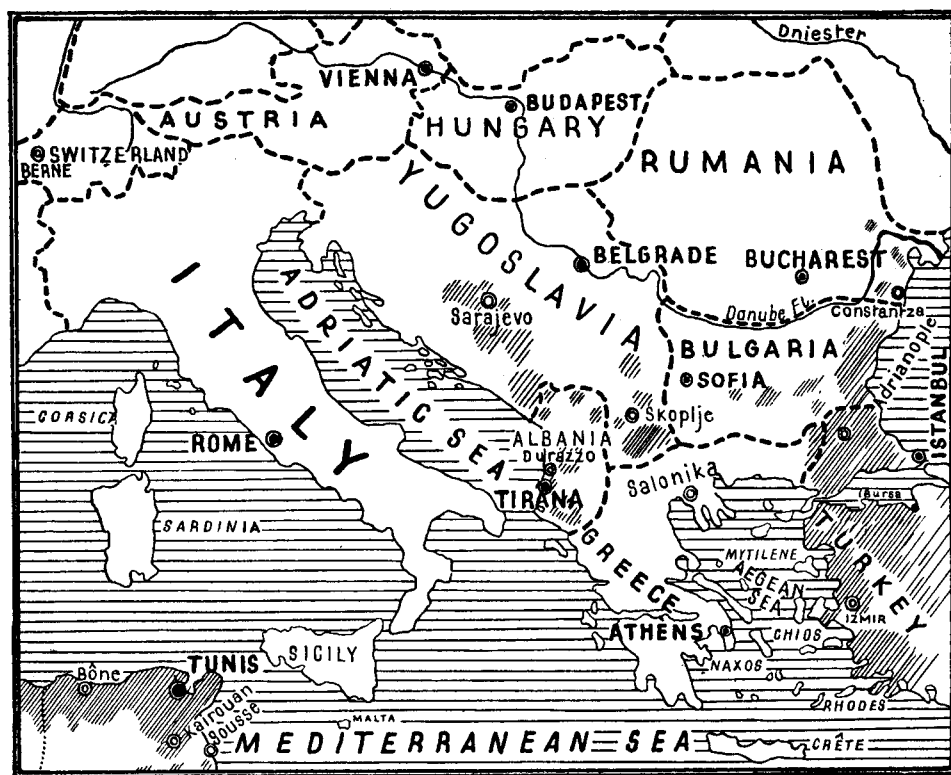 Dniester
VIENNA
BUDAPEST
AUSTRIA
HUNGARY
SWITZERLAND
BERNE
RUMANIA
YUGOSLAVIA
BELGRADE
BUCHAREST
ITALY
ADRIATIC SEA
Sarajevo
Danube
Constantza
BULGARIA
SOFIA
Adrianople
ISTANBUL
CORSICA
ROME
Skoplje
ALBANIA
Durazzo
TIRANA
Salonika
Bursa
SARDINIA
GREECE
TURKEY
MYTILENE
AEGEAN
SEA
IZMIR
ATHENS
CHIOS
SICILY
TUNIS
Bône
NAXOS
Kairouan
Sousse
RHODES
MALTA
MEDITERRANEAN SEA
CRÊTE